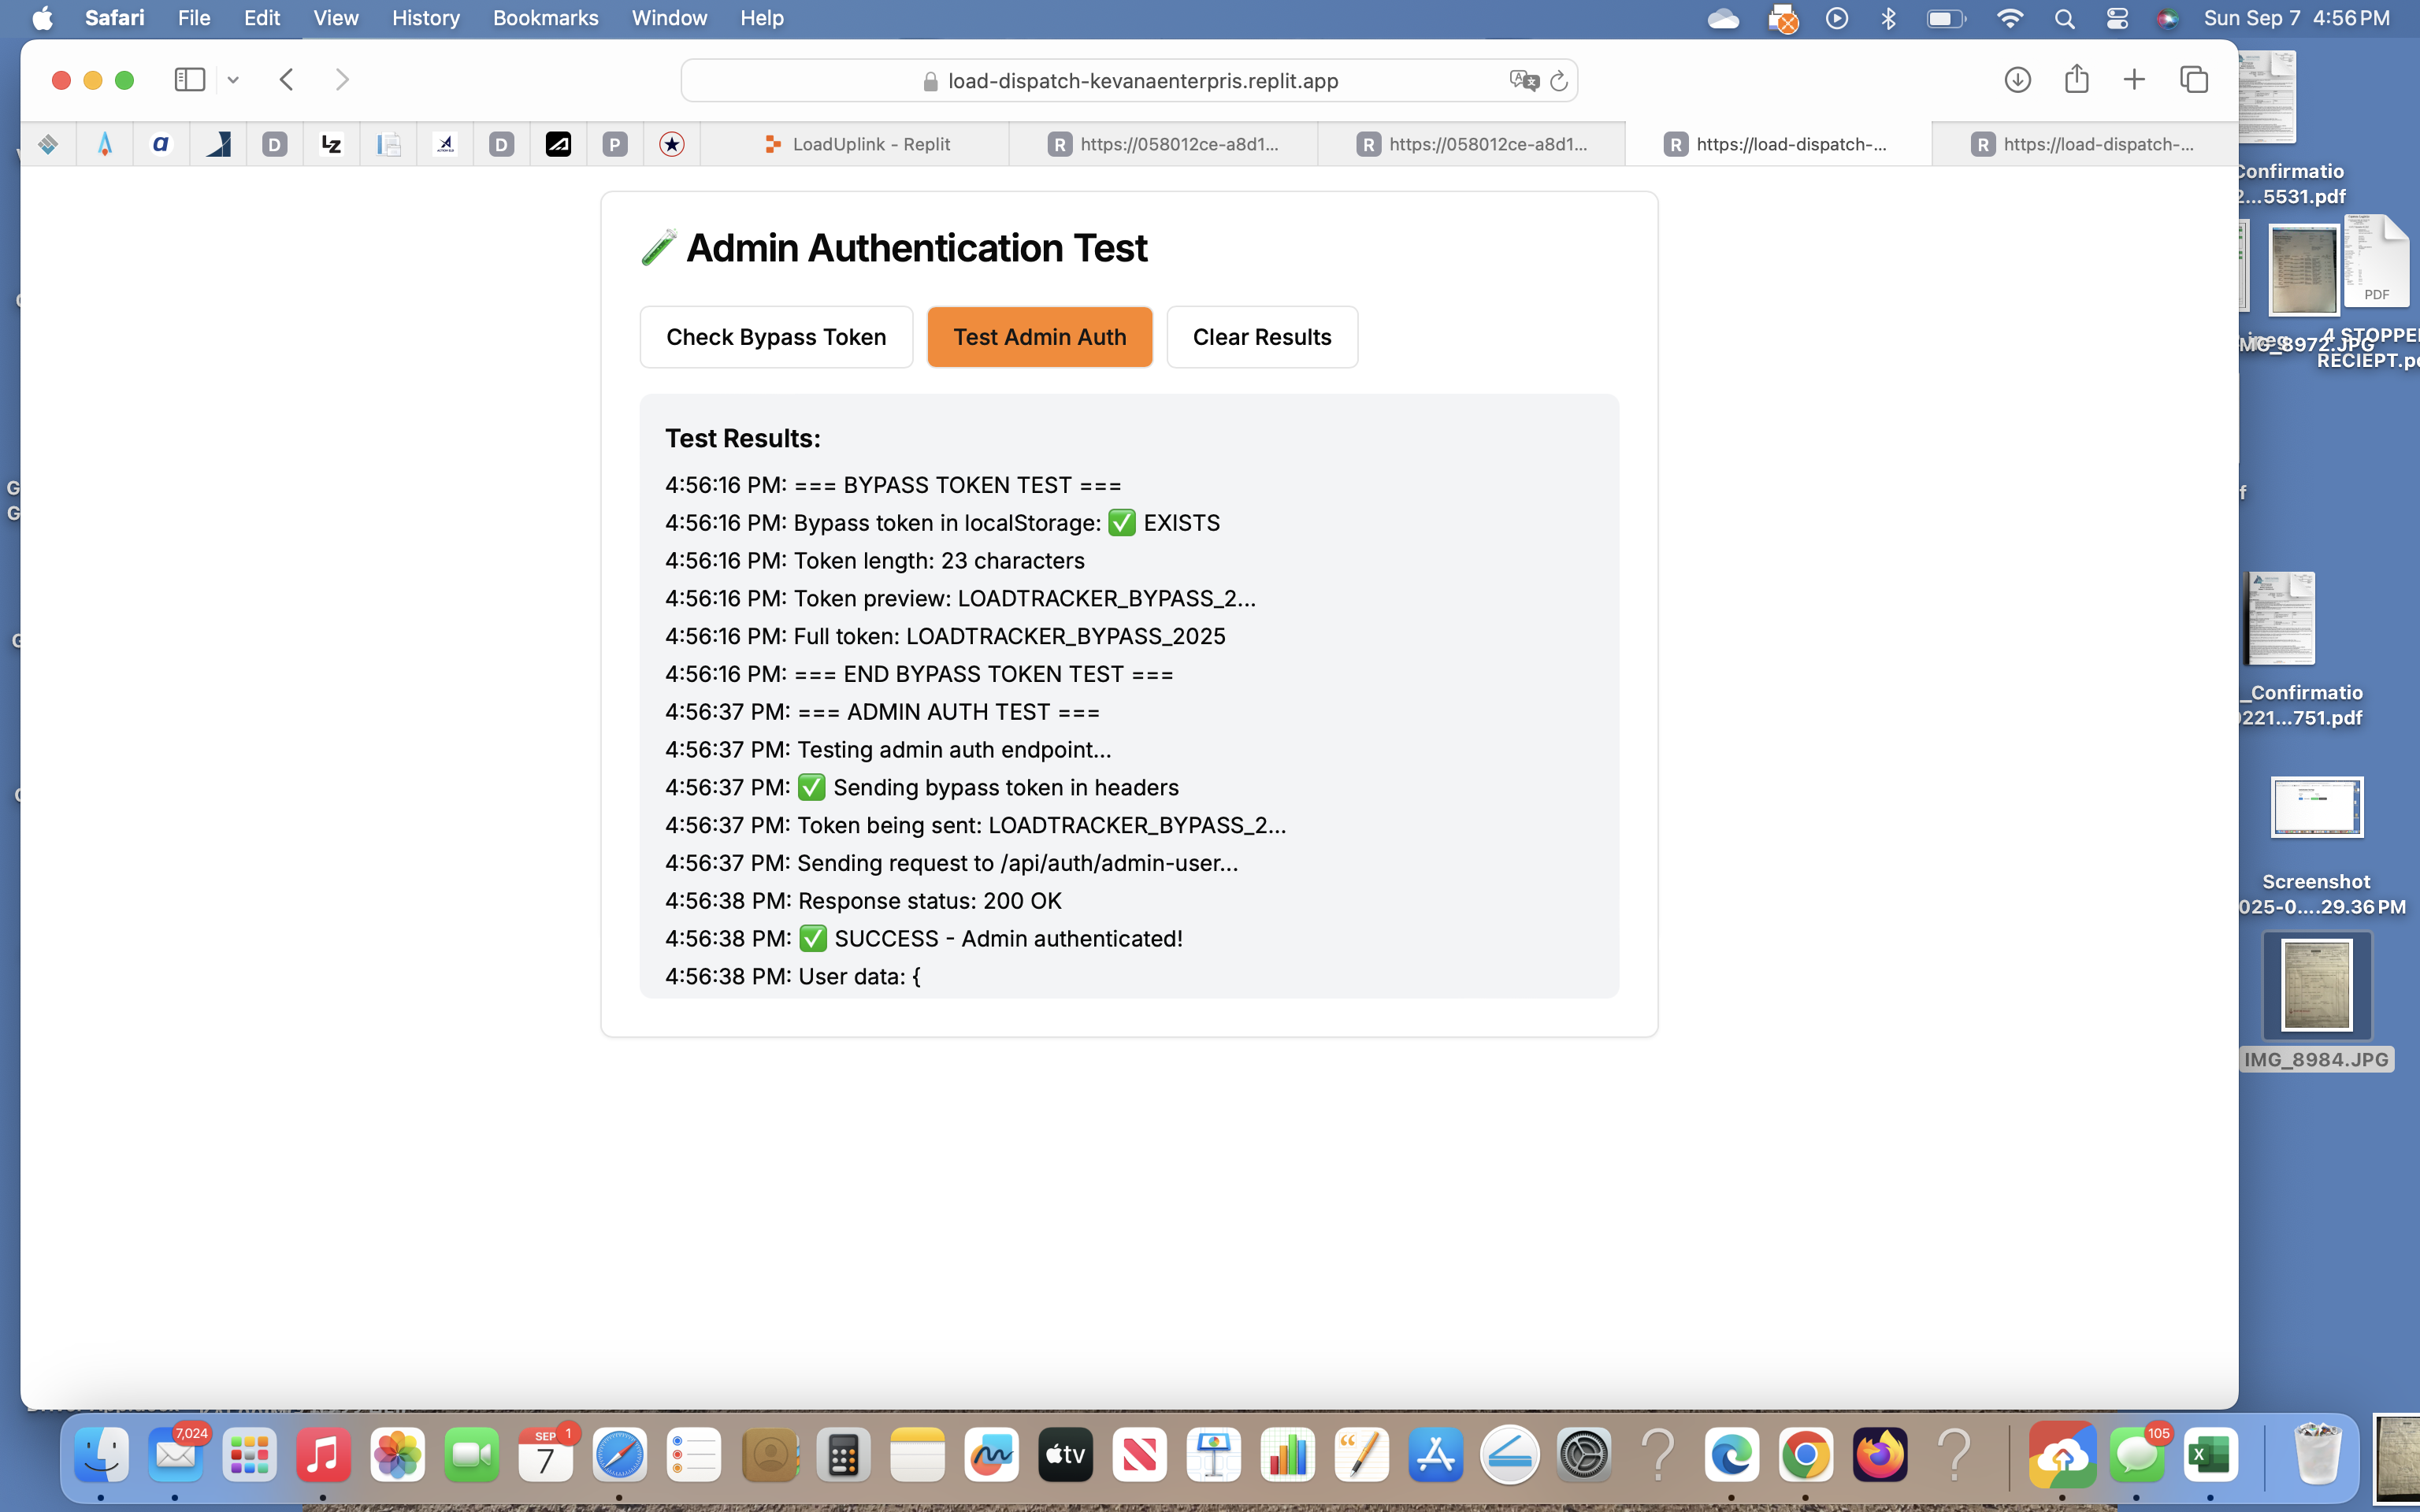 Safari File Edit View History Bookmarks Window Help Sun Sep 7 4:56 PM
load-dispatch-kevanaenterpris.replit.app
LoadUplink - Replit
https://058012ce-a8d1...
https://058012ce-a8d1...
https://load-dispatch-...
https://load-dispatch-...
Admin Authentication Test
Check Bypass Token Test Admin Auth Clear Results
Test Results:
4:56:16 PM: === BYPASS TOKEN TEST ===
4:56:16 PM: Bypass token in localStorage: ✅ EXISTS
4:56:16 PM: Token length: 23 characters
4:56:16 PM: Token preview: LOADTRACKER_BYPASS_2...
4:56:16 PM: Full token: LOADTRACKER_BYPASS_2025
4:56:16 PM: === END BYPASS TOKEN TEST ===
4:56:37 PM: === ADMIN AUTH TEST ===
4:56:37 PM: Testing admin auth endpoint...
4:56:37 PM: ✅ Sending bypass token in headers
4:56:37 PM: Token being sent: LOADTRACKER_BYPASS_2...
4:56:37 PM: Sending request to /api/auth/admin-user...
4:56:38 PM: Response status: 200 OK
4:56:38 PM: ✅ SUCCESS - Admin authenticated!
4:56:38 PM: User data: {
Confirmatio
2...5531.pdf
PDF
4 STOPPE
RECIEPT.p
_Confirmatio
0221...751.pdf
Screenshot
025-0....29.36 PM
IMG_8984.JPG
7,024
SEP
7
1
tv
105